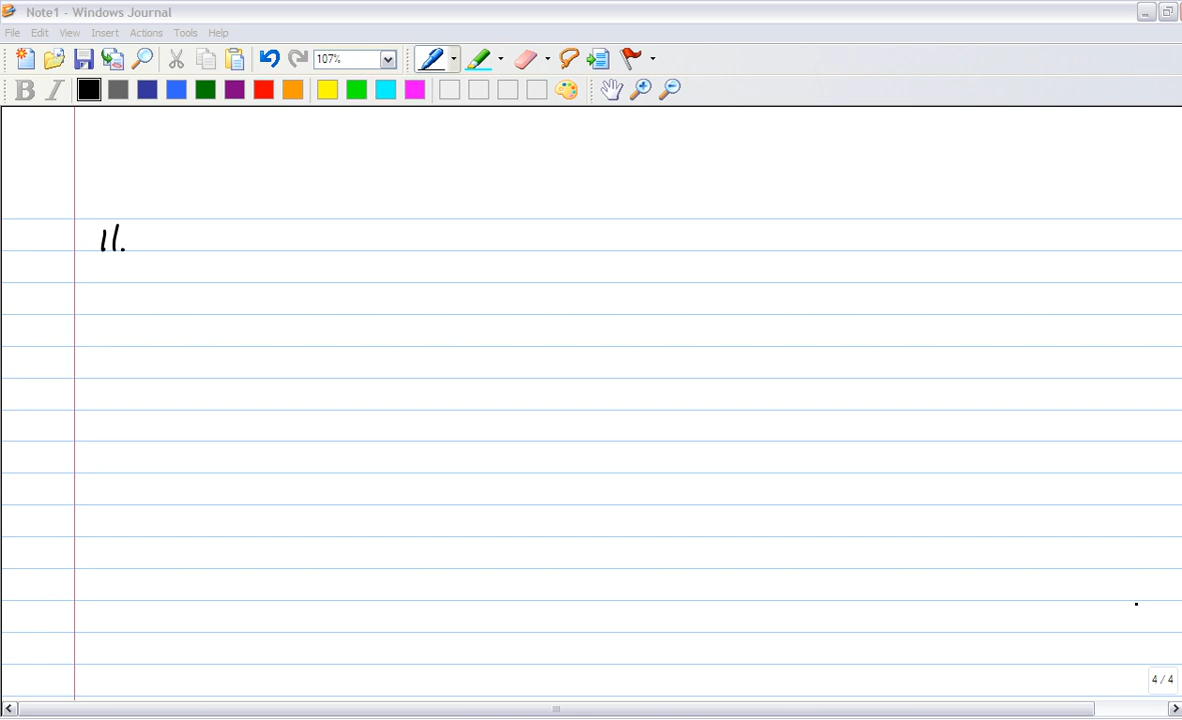 Note1 - Windows Journal
File Edit View Insert Actions Tools Help
107%
B I
11.
4 / 4